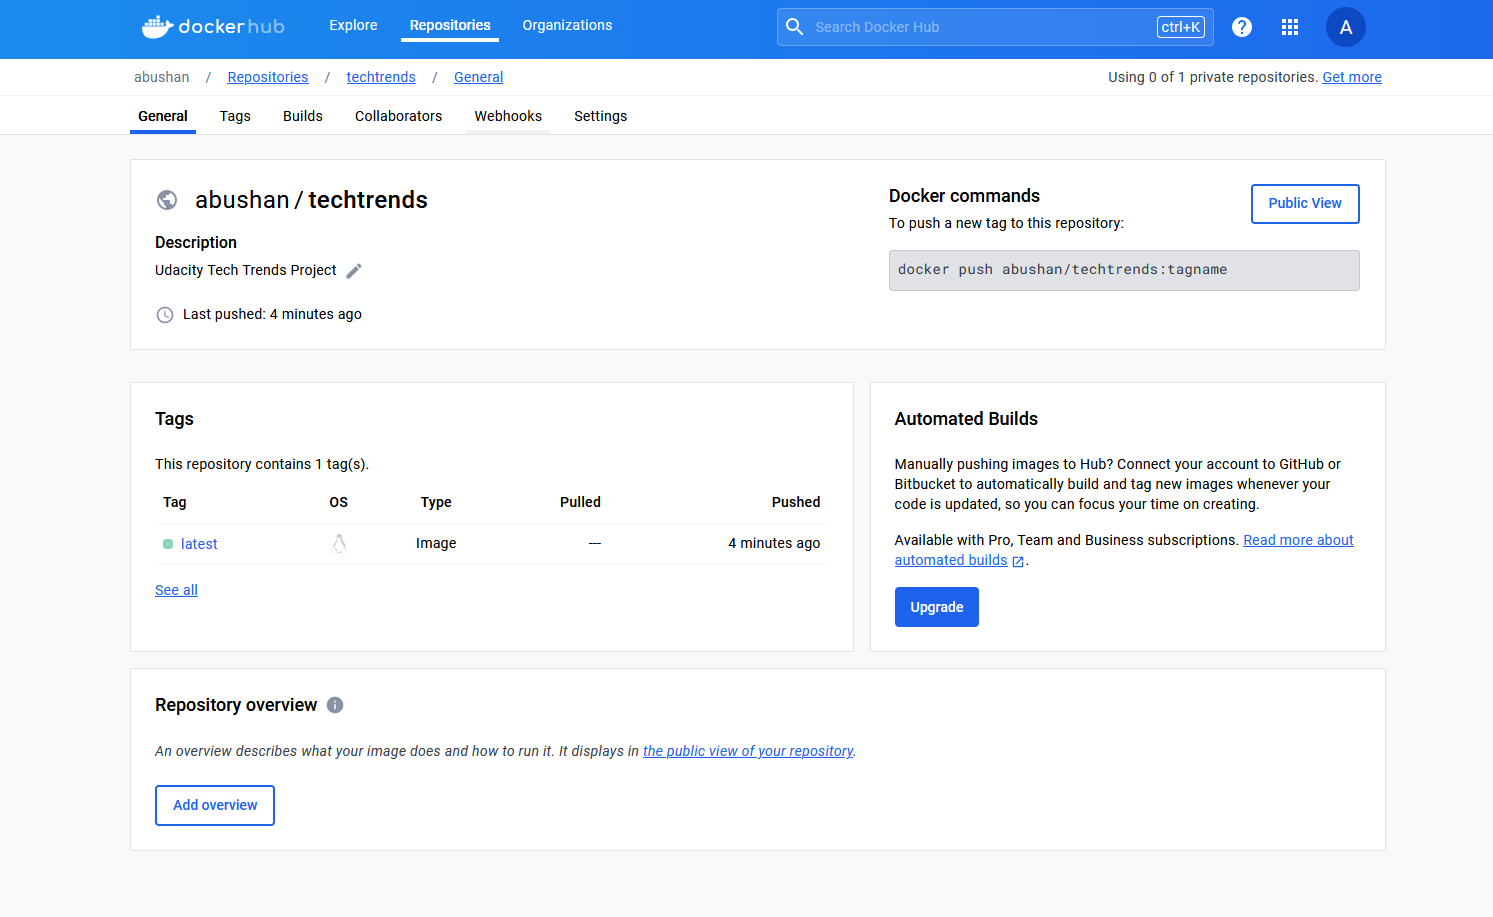 docker hub
Explore Repositories Organizations
Search Docker Hub ctrl+K
A
abushan / Repositories / techtrends / General
Using 0 of 1 private repositories. Get more
General Tags Builds Collaborators Webhooks Settings
abushan / techtrends
Description
Udacity Tech Trends Project
Last pushed: 4 minutes ago
Docker commands
Public View
To push a new tag to this repository:
docker push abushan/techtrends:tagname
Tags
This repository contains 1 tag(s).
Tag OS Type Pulled Pushed
latest Image --- 4 minutes ago
See all
Automated Builds
Manually pushing images to Hub? Connect your account to GitHub or
Bitbucket to automatically build and tag new images whenever your
code is updated, so you can focus your time on creating.
Available with Pro, Team and Business subscriptions. Read more about
automated builds.
Upgrade
Repository overview
An overview describes what your image does and how to run it. It displays in the public view of your repository.
Add overview